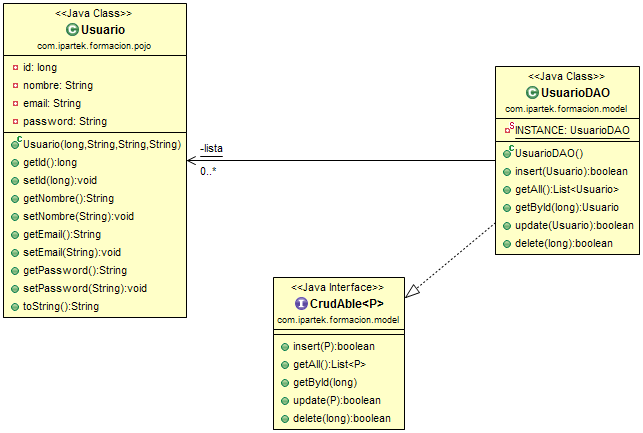 <<Java Class>>
Usuario
com.ipartek.formacion.pojo
id: long
nombre: String
email: String
password: String
Usuario(long,String,String,String)
getId():long
setId(long):void
getNombre():String
setNombre(String):void
getEmail():String
setEmail(String):void
getPassword():String
setPassword(String):void
toString():String
-lista
0..*
<<Java Class>>
UsuarioDAO
com.ipartek.formacion.model
INSTANCE: UsuarioDAO
UsuarioDAO()
insert(Usuario):boolean
getAll():List<Usuario>
getById(long):Usuario
update(Usuario):boolean
delete(long):boolean
<<Java Interface>>
CrudAble<P>
com.ipartek.formacion.model
insert(P):boolean
getAll():List<P>
getById(long)
update(P):boolean
delete(long):boolean